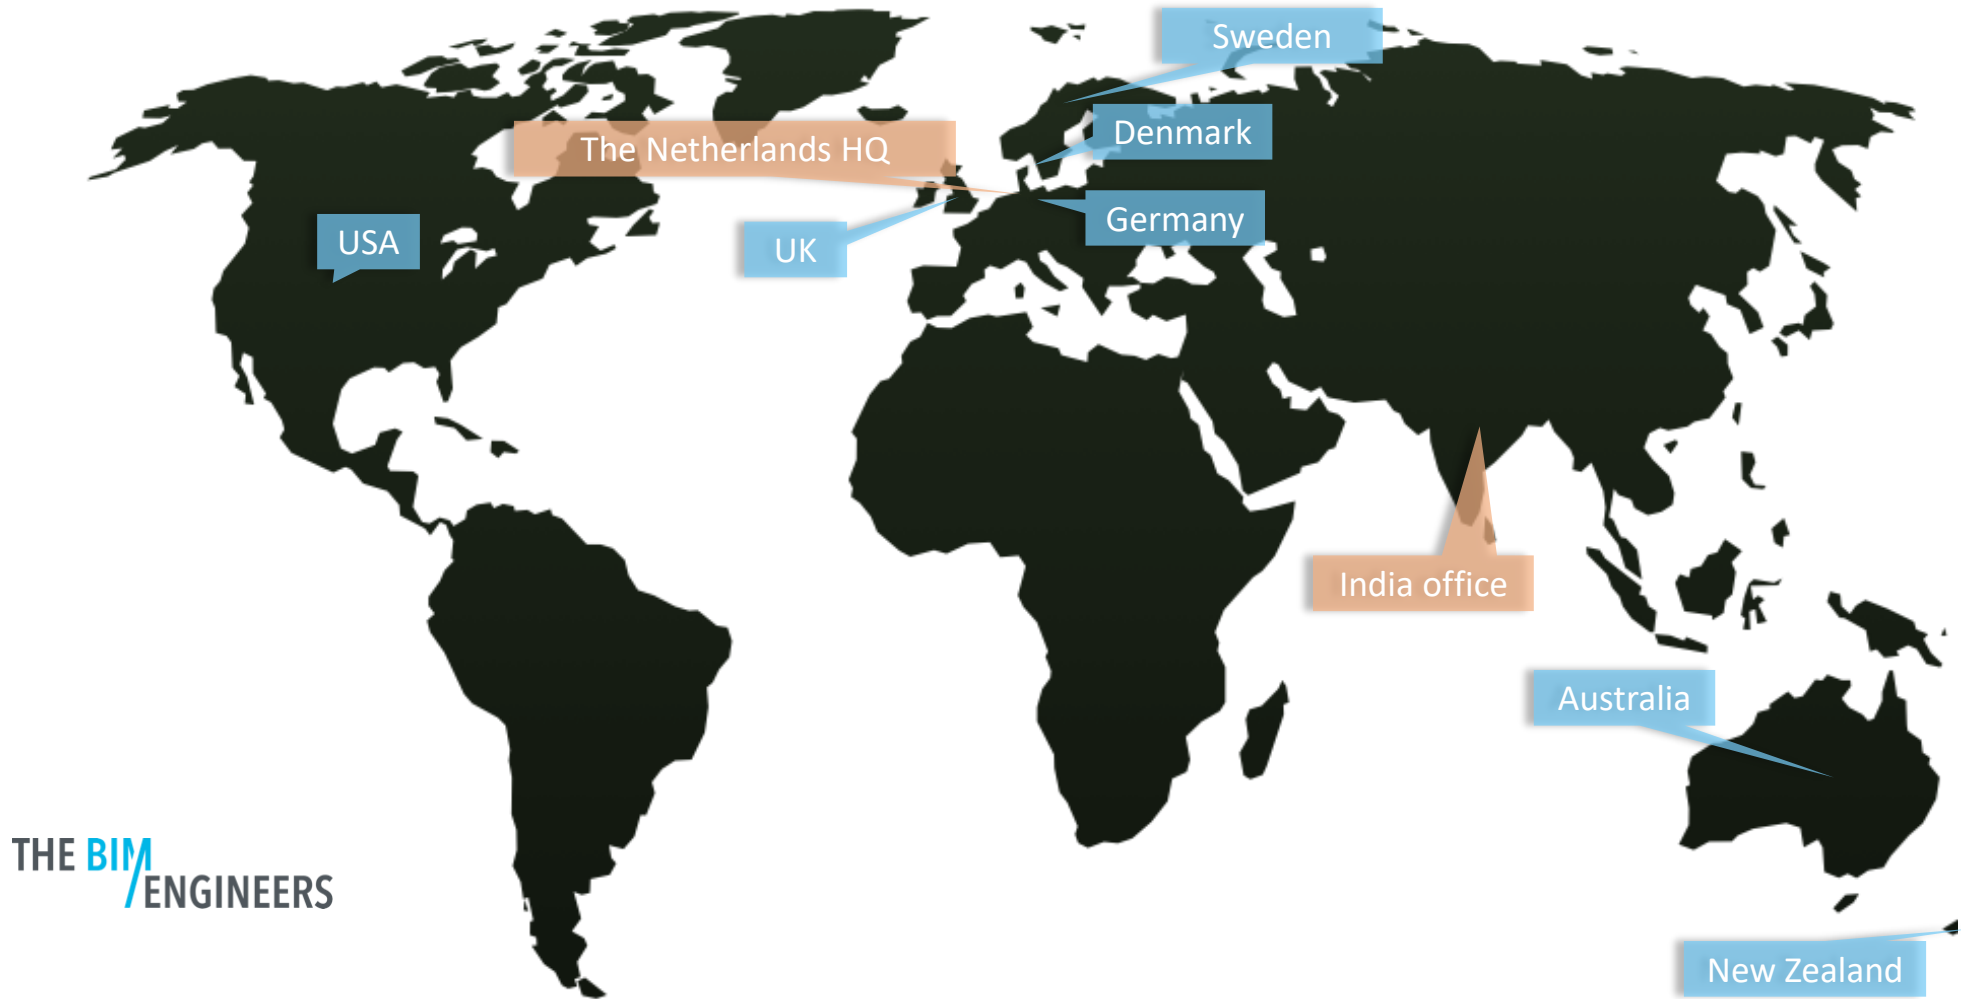 Sweden
Denmark
The Netherlands HQ
Germany
USA
UK
India office
Australia
THE BIM
ENGINEERS
New Zealand